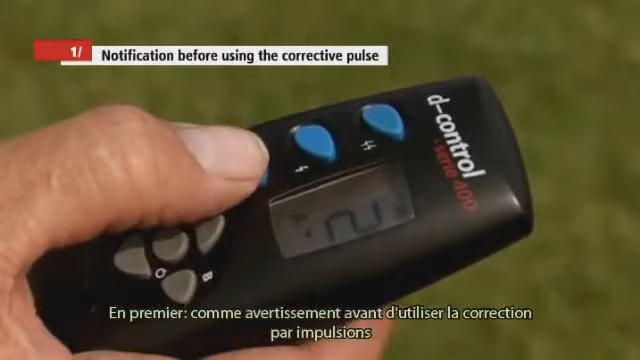 1/ Notification before using the corrective pulse
d-control
-serie 400
2
A
B
En premier: comme avertissement avant d'utiliser la correction
par impulsions